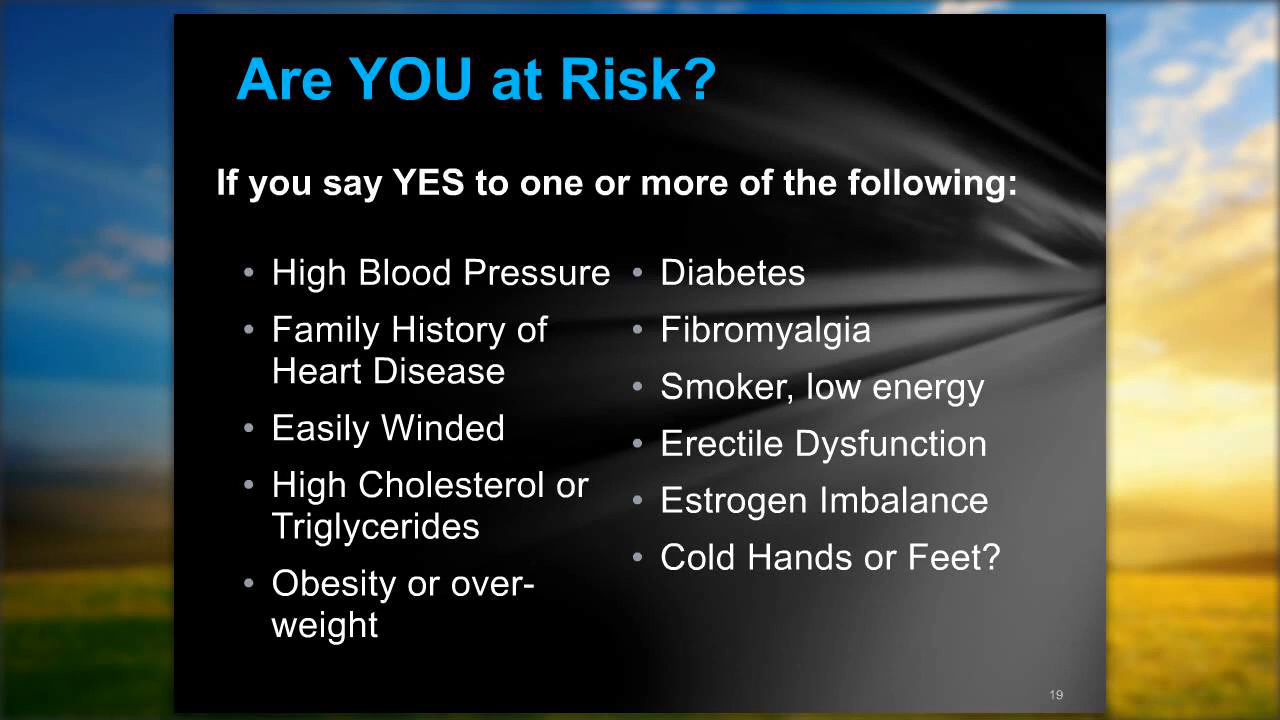 Are YOU at Risk?
If you say YES to one or more of the following:
• High Blood Pressure
• Family History of
Heart Disease
• Easily Winded
• High Cholesterol or
Triglycerides
• Obesity or over-
weight
• Diabetes
• Fibromyalgia
• Smoker, low energy
• Erectile Dysfunction
• Estrogen Imbalance
• Cold Hands or Feet?
19